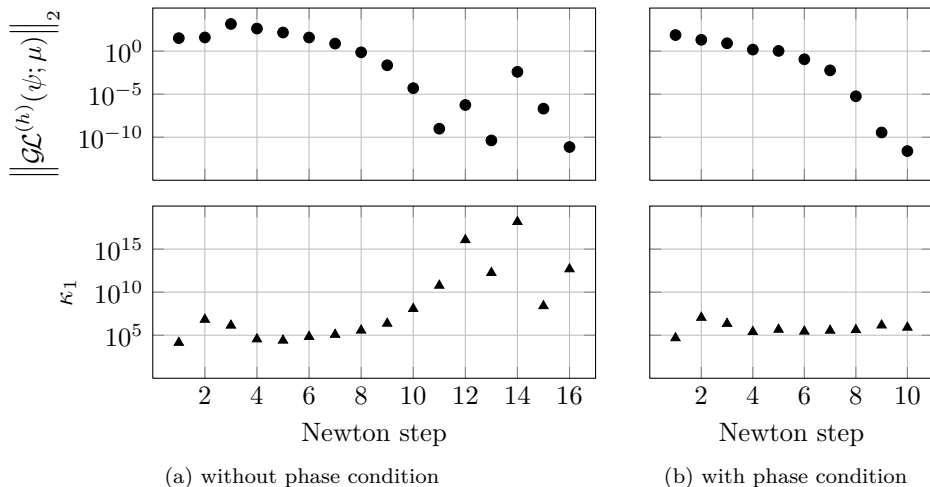 ‖𝒢ℒ^(h)(ψ; μ)‖₂
10^0
10^−5
10^−10
κ₁
10^15
10^10
10^5
2 4 6 8 10 12 14 16
Newton step
2 4 6 8 10
Newton step
(a) without phase condition
(b) with phase condition